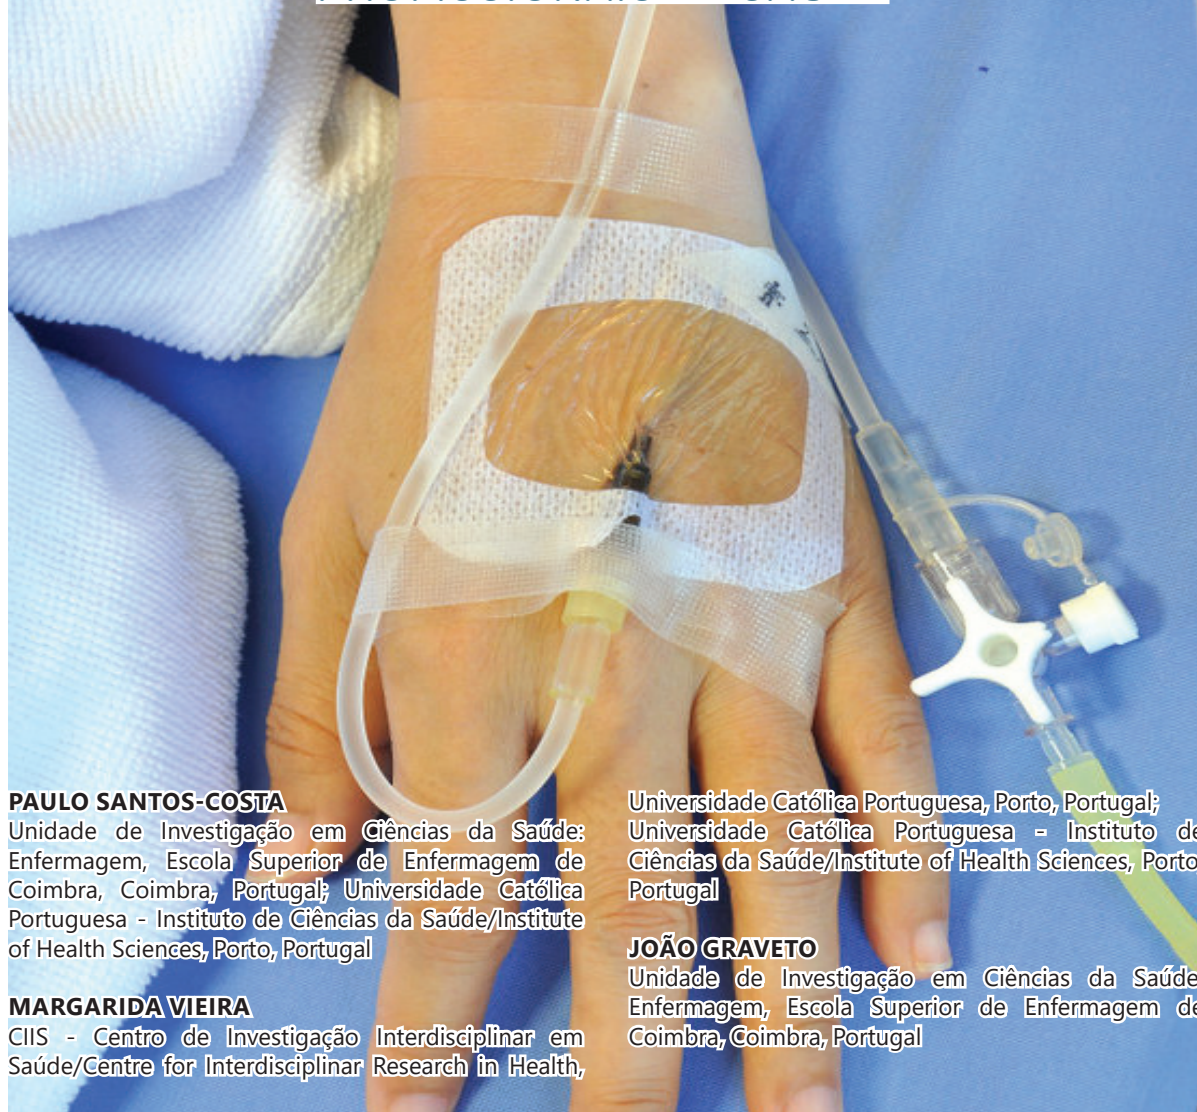 PAULO SANTOS-COSTA
Unidade de Investigação em Ciências da Saúde:
Enfermagem, Escola Superior de Enfermagem de
Coimbra, Coimbra, Portugal; Universidade Católica
Portuguesa - Instituto de Ciências da Saúde/Institute
of Health Sciences, Porto, Portugal
MARGARIDA VIEIRA
CIIS - Centro de Investigação Interdisciplinar em
Saúde/Centre for Interdisciplinar Research in Health,
Universidade Católica Portuguesa, Porto, Portugal;
Universidade Católica Portuguesa - Instituto de
Ciências da Saúde/Institute of Health Sciences, Porto
Portugal
JOÃO GRAVETO
Unidade de Investigação em Ciências da Saúde
Enfermagem, Escola Superior de Enfermagem de
Coimbra, Coimbra, Portugal